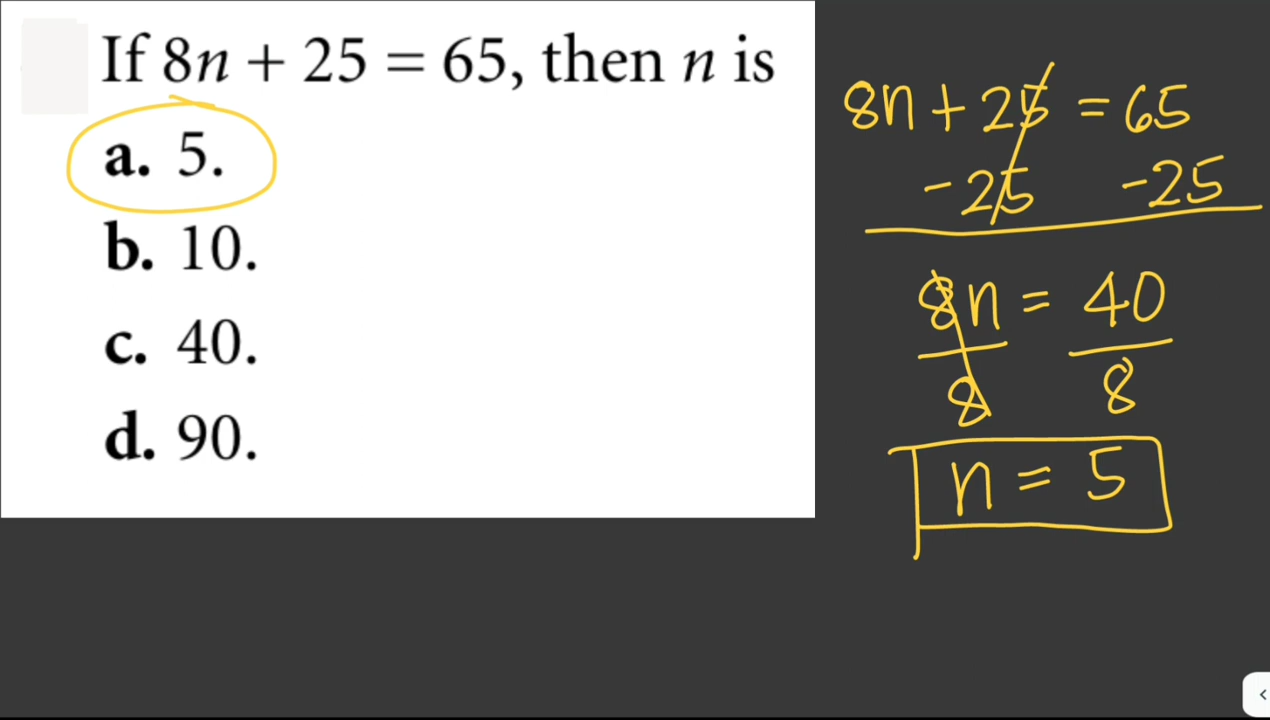 If 8n + 25 = 65, then n is
a. 5.
b. 10.
c. 40.
d. 90.
8n + 25 = 65
- 25 -25
8n = 40
8 8
n = 5